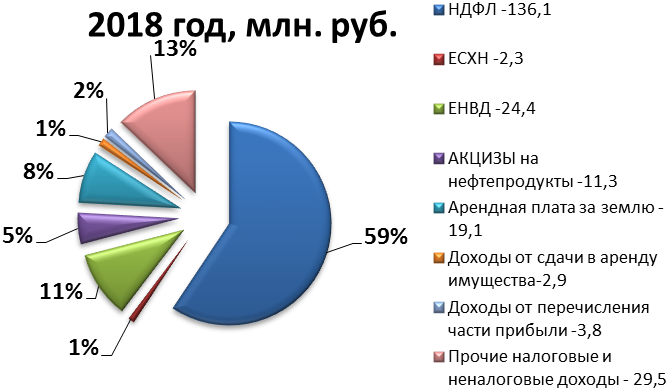 2018 год, млн. руб.
13%
2%
1%
8%
5%
11%
1%
59%
НДФЛ -136,1
ЕСХН -2,3
ЕНВД -24,4
АКЦИЗЫ на
нефтепродукты -11,3
Арендная плата за землю -
19,1
Доходы от сдачи в аренду
имущества-2,9
Доходы от перечисления
части прибыли -3,8
Прочие налоговые и
неналоговые доходы - 29,5